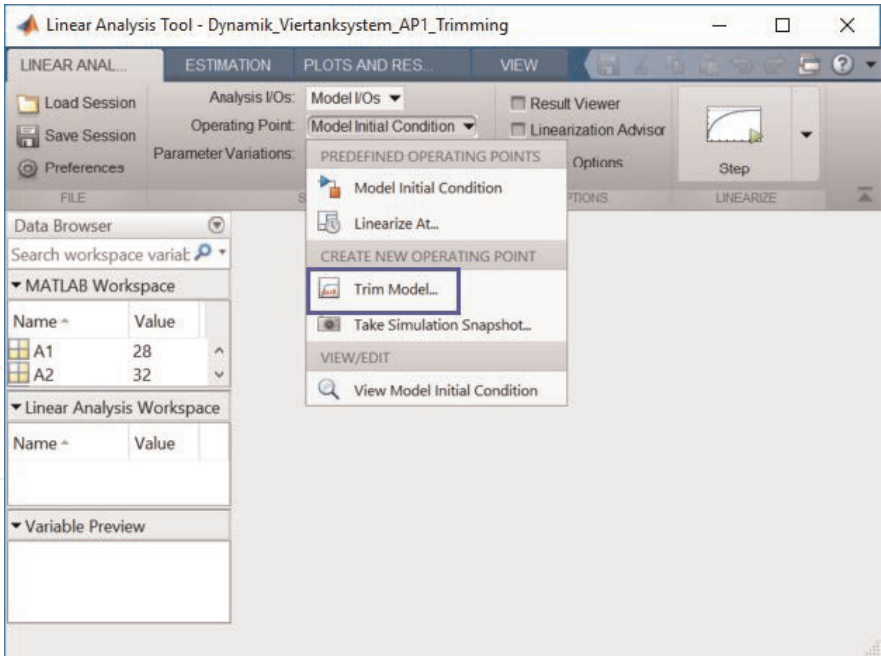 Linear Analysis Tool - Dynamik_Viertanksystem_AP1_Trimming
LINEAR ANAL... ESTIMATION PLOTS AND RES... VIEW
Load Session
Save Session
Preferences
FILE
Analysis I/Os: Model I/Os
Operating Point: Model Initial Condition
Parameter Variations:
S
Result Viewer
Linearization Advisor
Options
PTIONS
Step
LINEARIZE
PREDEFINED OPERATING POINTS
Model Initial Condition
Linearize At...
CREATE NEW OPERATING POINT
Trim Model...
Take Simulation Snapshot...
VIEW/EDIT
View Model Initial Condition
Data Browser
Search workspace variab
MATLAB Workspace
Name Value
A1 28
A2 32
Linear Analysis Workspace
Name Value
Variable Preview